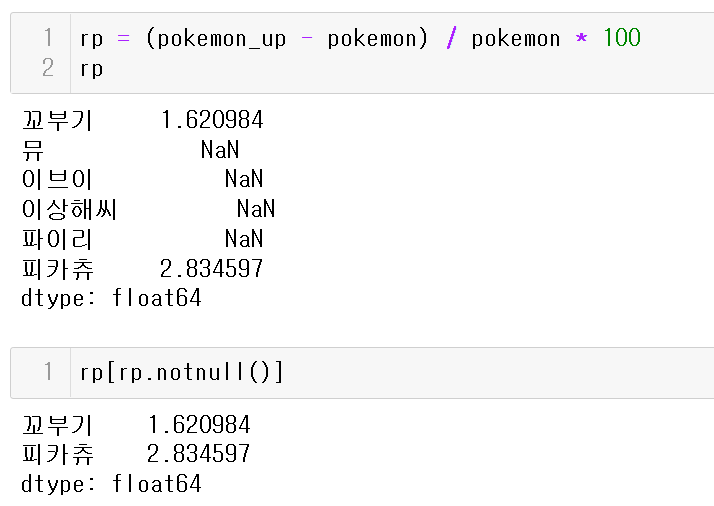 1 rp = (pokemon_up - pokemon) / pokemon * 100
2 rp
꼬부기 1.620984
뮤 NaN
이브이 NaN
이상해씨 NaN
파이리 NaN
피카츄 2.834597
dtype: float64
1 rp[rp.notnull()]
꼬부기 1.620984
피카츄 2.834597
dtype: float64